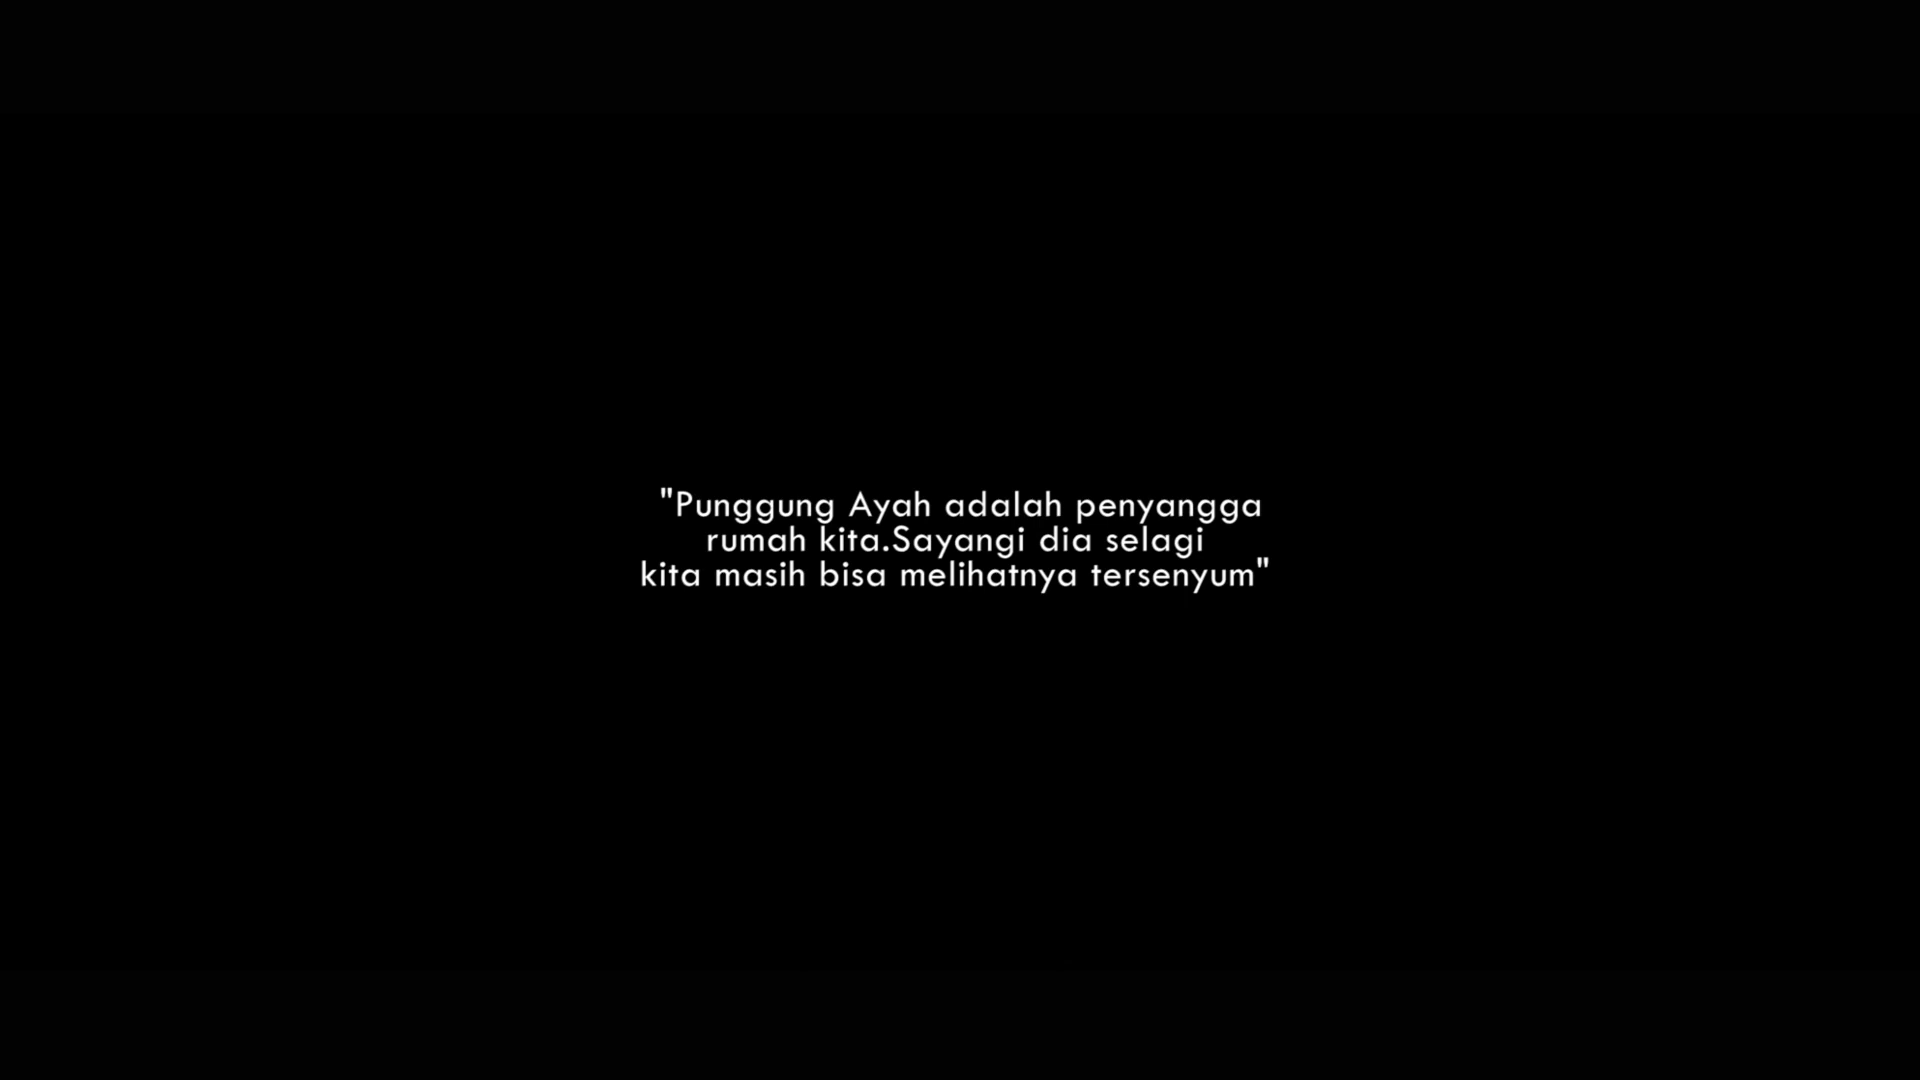 "Punggung Ayah adalah penyangga
rumah kita.Sayangi dia selagi
kita masih bisa melihatnya tersenyum"